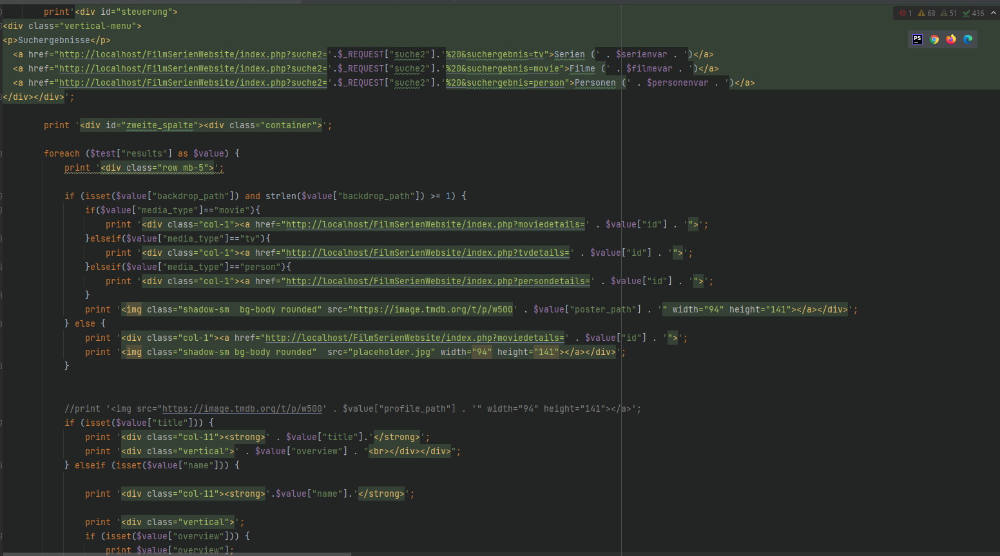 print'<div id="steuerung">
1 68 51 436
<div class="vertical-menu">
<p>Suchergebnisse</p>
PS
<a href="http://localhost/FilmSerienWebsite/index.php?suche2='.$_REQUEST["suche2"].'%20&suchergebnis=tv">Serien (' . $serienvar . ')</a>
<a href="http://localhost/FilmSerienWebsite/index.php?suche2='.$_REQUEST["suche2"].'%20&suchergebnis=movie">Filme (' . $filmevar . ')</a>
<a href="http://localhost/FilmSerienWebsite/index.php?suche2='.$_REQUEST["suche2"].'%20&suchergebnis=person">Personen (' . $personenvar . ')</a>
</div></div>';
print '<div id="zweite_spalte"><div class="container">';
foreach ($test["results"] as $value) {
print '<div class="row mb-5">';
if (isset($value["backdrop_path"]) and strlen($value["backdrop_path"]) >= 1) {
if($value["media_type"]=="movie"){
print '<div class="col-1"><a href="http://localhost/FilmSerienWebsite/index.php?moviedetails=' . $value["id"] . '">';
}elseif($value["media_type"]=="tv"){
print '<div class="col-1"><a href="http://localhost/FilmSerienWebsite/index.php?tvdetails=' . $value["id"] . '">';
}elseif($value["media_type"]=="person"){
print '<div class="col-1"><a href="http://localhost/FilmSerienWebsite/index.php?persondetails=' . $value["id"] . '">';
}
print '<img class="shadow-sm  bg-body rounded" src="https://image.tmdb.org/t/p/w500' . $value["poster_path"] . '" width="94" height="141"></a></div>';
} else {
print '<div class="col-1"><a href="http://localhost/FilmSerienWebsite/index.php?moviedetails=' . $value["id"] . '">';
print '<img class="shadow-sm bg-body rounded"  src="placeholder.jpg" width="94" height="141"></a></div>';
}
//print '<img src="https://image.tmdb.org/t/p/w500' . $value["profile_path"] . '" width="94" height="141"></a>';
if (isset($value["title"])) {
print '<div class="col-11"><strong>' . $value["title"].'</strong>';
print '<div class="vertical">' . $value["overview"] . "<br></div></div>";
} elseif (isset($value["name"])) {
print '<div class="col-11"><strong>'.$value["name"].'</strong>';
print '<div class="vertical">';
if (isset($value["overview"])) {
print $value["overview"];